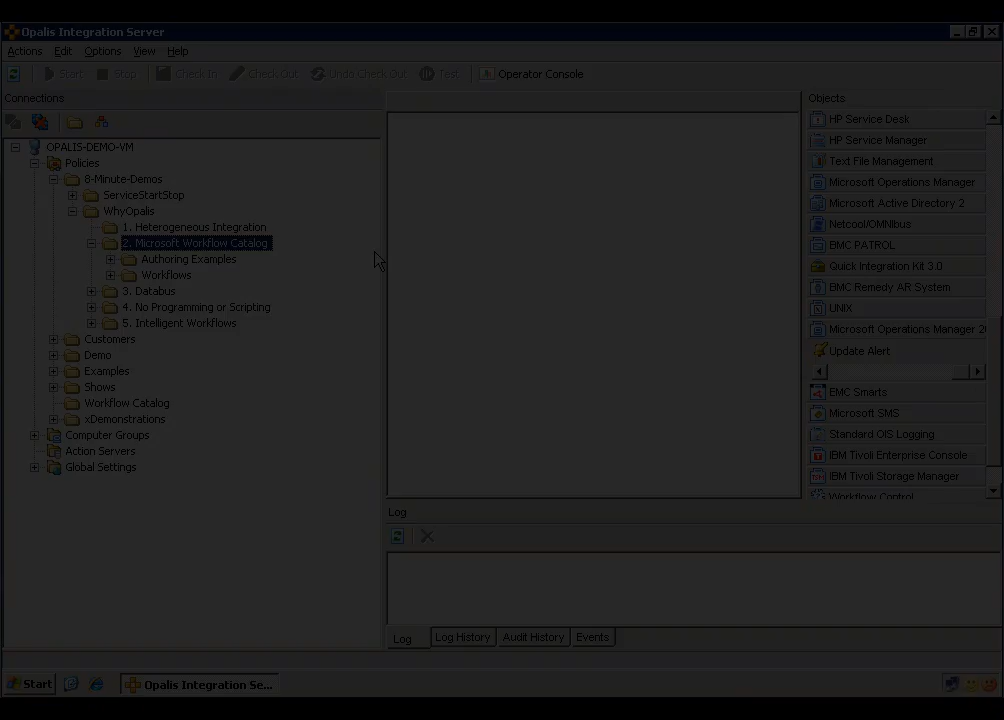 Opalis Integration Server
Actions Edit Options View Help
Start Stop Check In Check Out Undo Check Out Test Operator Console
Connections
OPALIS-DEMO-VM
Policies
8-Minute-Demos
ServiceStartStop
WhyOpalis
1. Heterogeneous Integration
2. Microsoft Workflow Catalog
Authoring Examples
Workflows
3. Databus
4. No Programming or Scripting
5. Intelligent Workflows
Customers
Demo
Examples
Shows
Workflow Catalog
xDemonstrations
Computer Groups
Action Servers
Global Settings
Objects
HP Service Desk
HP Service Manager
Text File Management
Microsoft Operations Manager
Microsoft Active Directory 2
Netcool/OMNIbus
BMC PATROL
Quick Integration Kit 3.0
BMC Remedy AR System
UNIX
Microsoft Operations Manager 20
Update Alert
EMC Smarts
Microsoft SMS
Standard OIS Logging
IBM Tivoli Enterprise Console
IBM Tivoli Storage Manager
Workflow Control
Log
Log Log History Audit History Events
Start Opalis Integration Se...